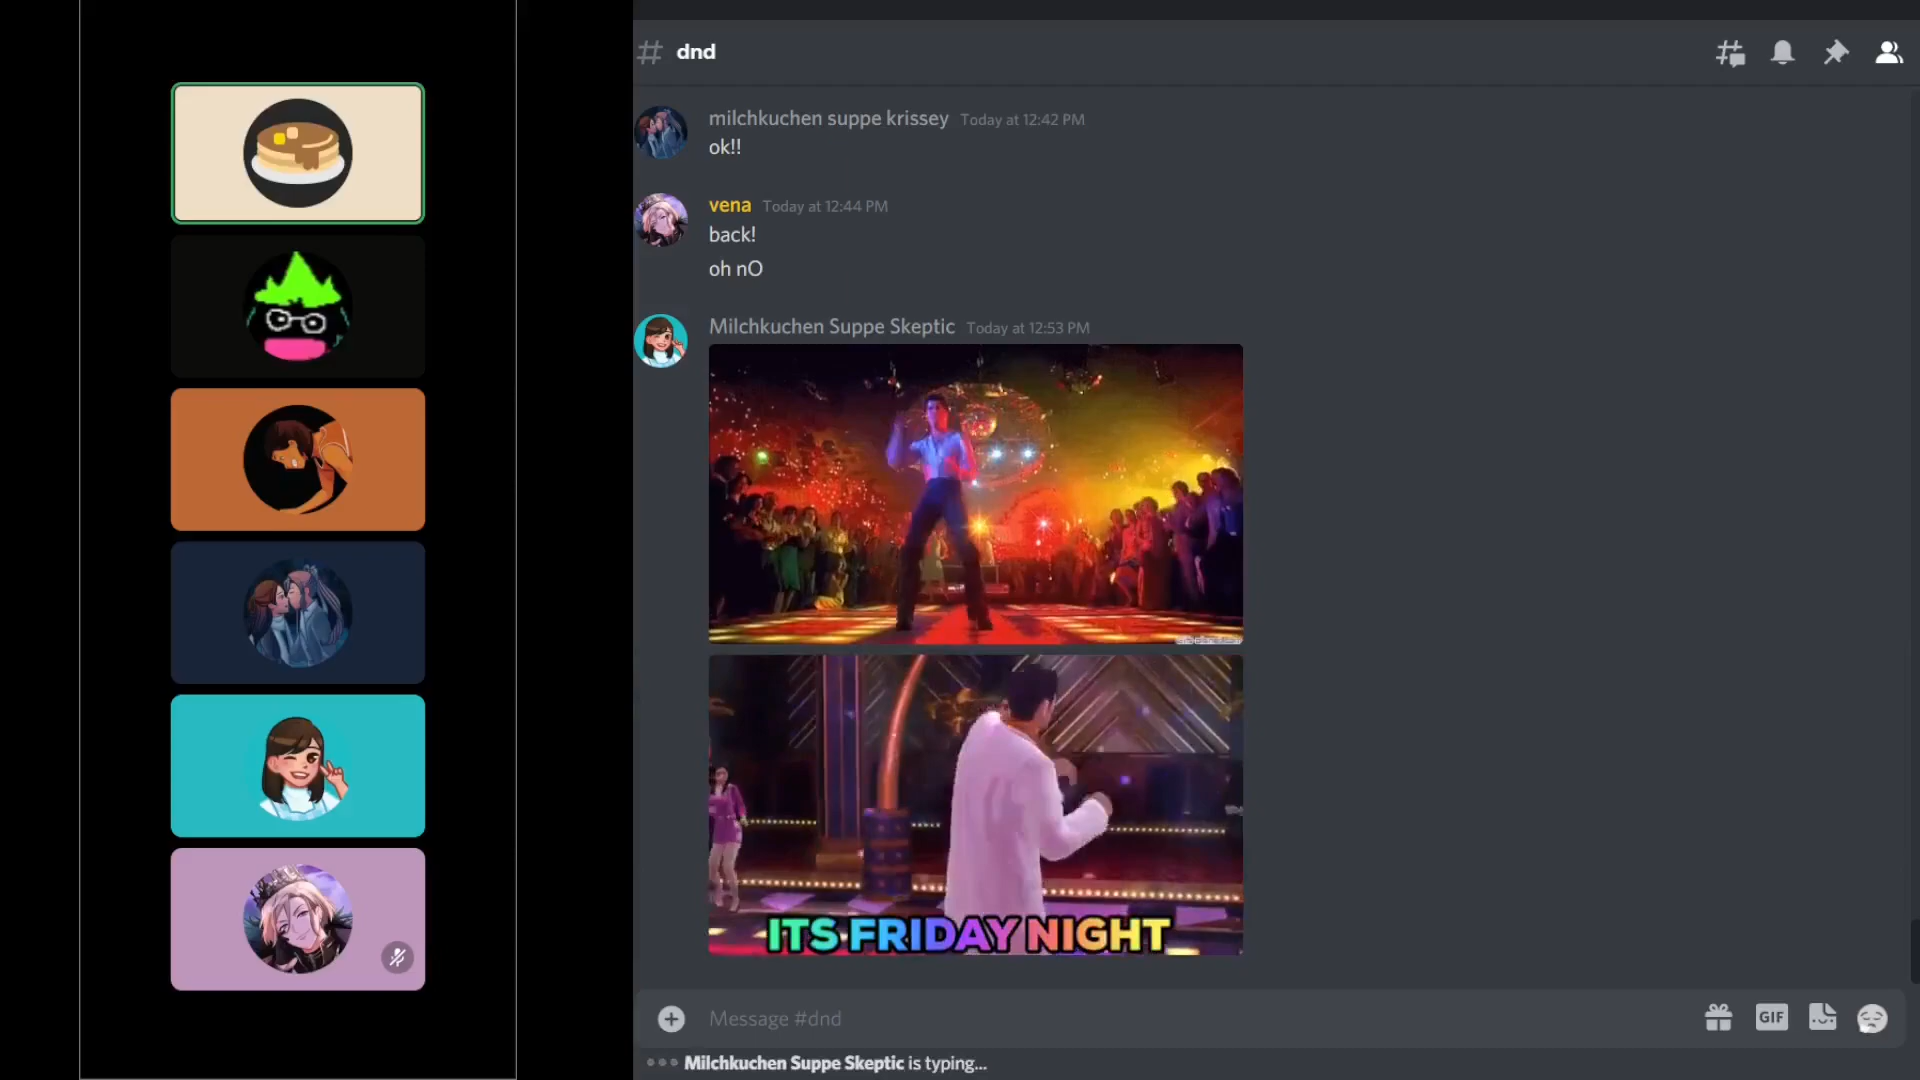 dnd
milchkuchen suppe krissey Today at 12:42 PM
ok!!
vena Today at 12:44 PM
back!
oh nO
Milchkuchen Suppe Skeptic Today at 12:53 PM
ITS FRIDAY NIGHT
Message #dnd
GIF
Milchkuchen Suppe Skeptic is typing...